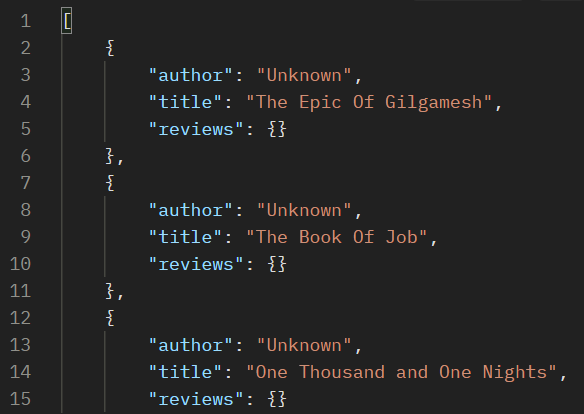 1 [
2 {
3 "author": "Unknown",
4 "title": "The Epic Of Gilgamesh",
5 "reviews": {}
6 },
7 {
8 "author": "Unknown",
9 "title": "The Book Of Job",
10 "reviews": {}
11 },
12 {
13 "author": "Unknown",
14 "title": "One Thousand and One Nights",
15 "reviews": {}